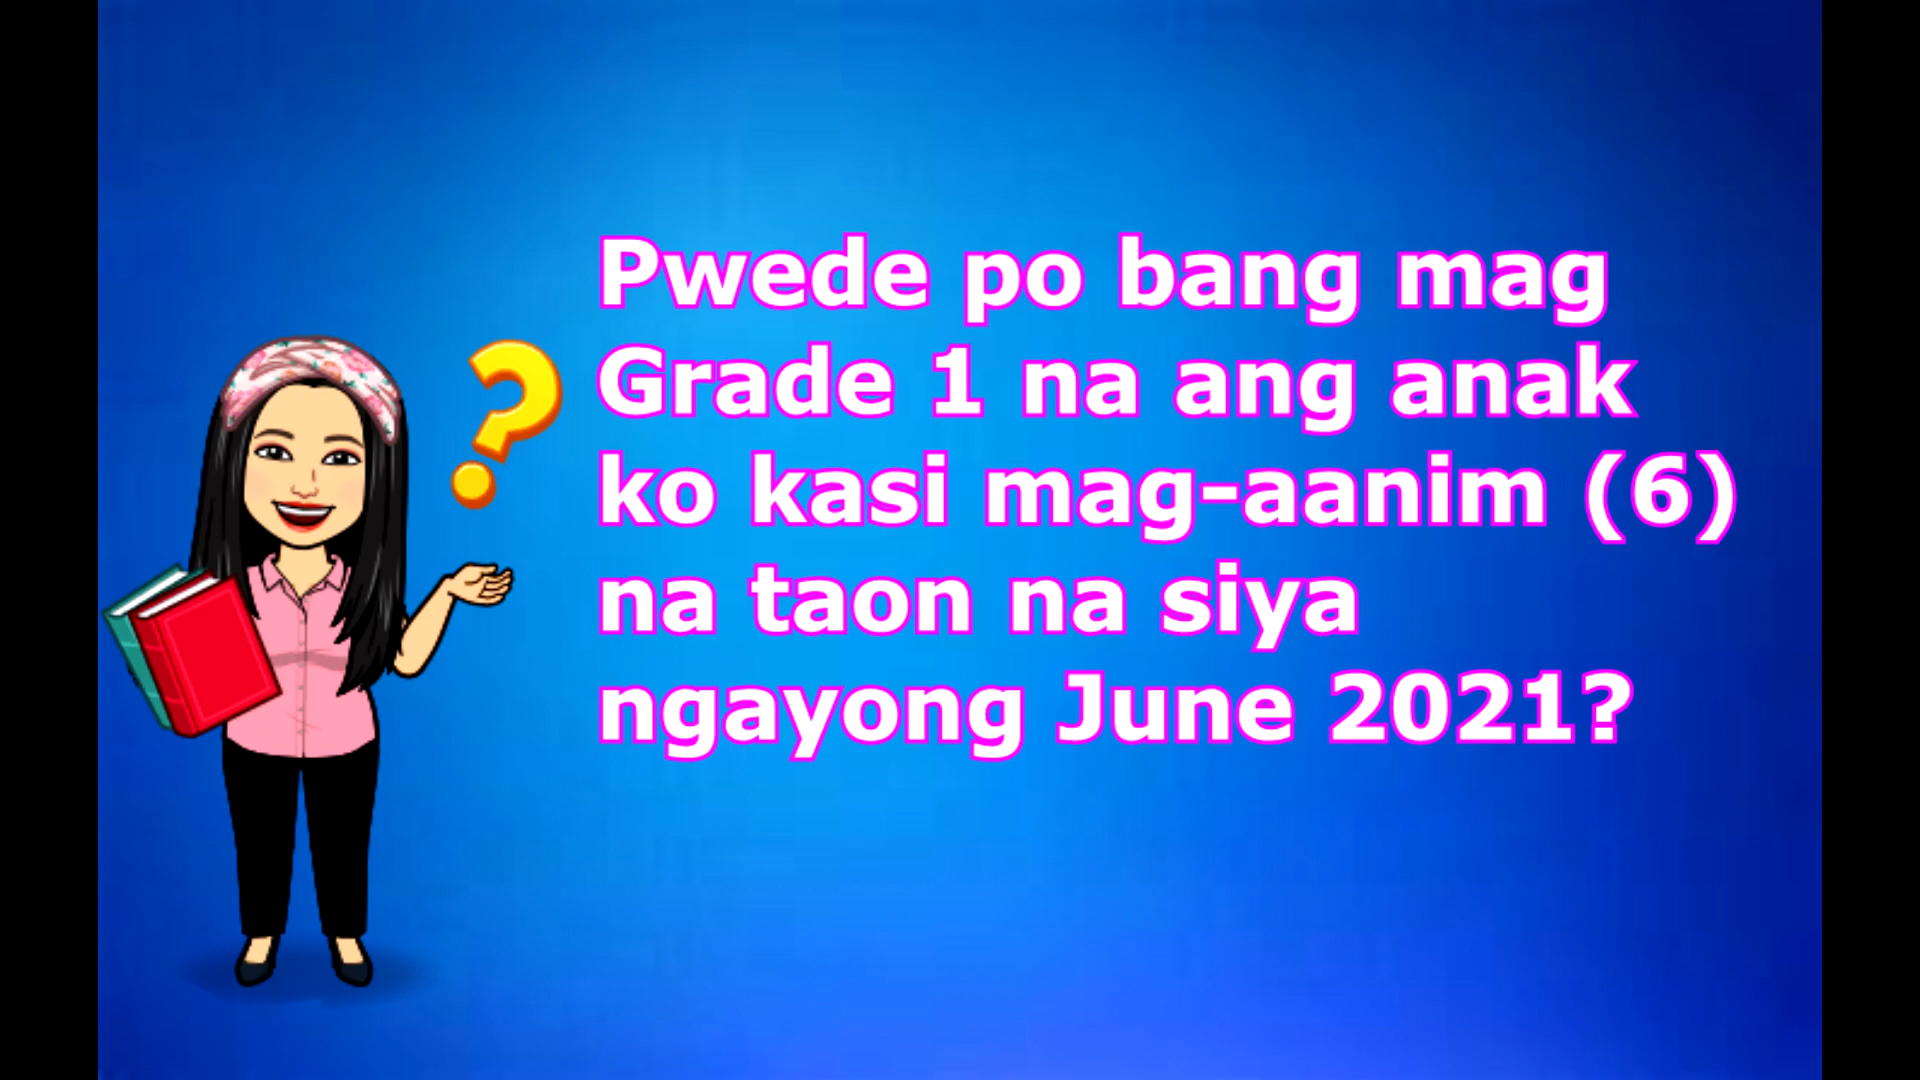 Pwede po bang mag
Grade 1 na ang anak
ko kasi mag-aanim (6)
na taon na siya
ngayong June 2021?